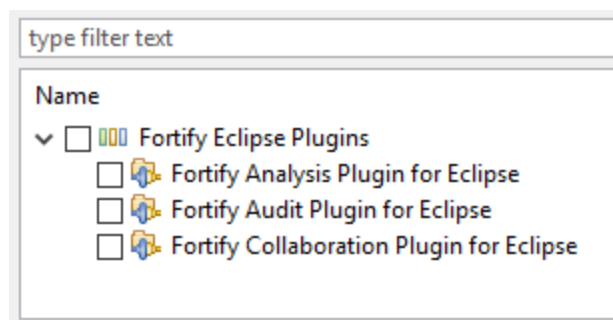 type filter text
Name
Fortify Eclipse Plugins
Fortify Analysis Plugin for Eclipse
Fortify Audit Plugin for Eclipse
Fortify Collaboration Plugin for Eclipse